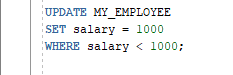 UPDATE MY_EMPLOYEE
SET salary = 1000
WHERE salary < 1000;